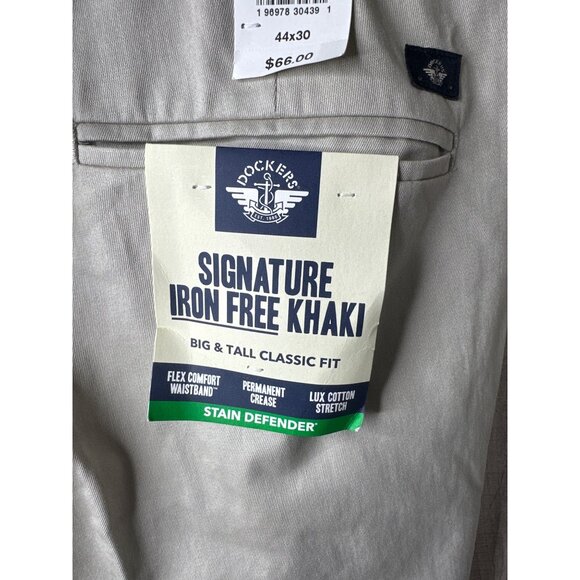 1 96978 30439 1
44x30
$66.00
DOCKERS
EST. 1986
SIGNATURE
IRON FREE KHAKI
BIG & TALL CLASSIC FIT
FLEX COMFORT
WAISTBAND™
PERMANENT
CREASE
LUX COTTON
STRETCH
STAIN DEFENDER®